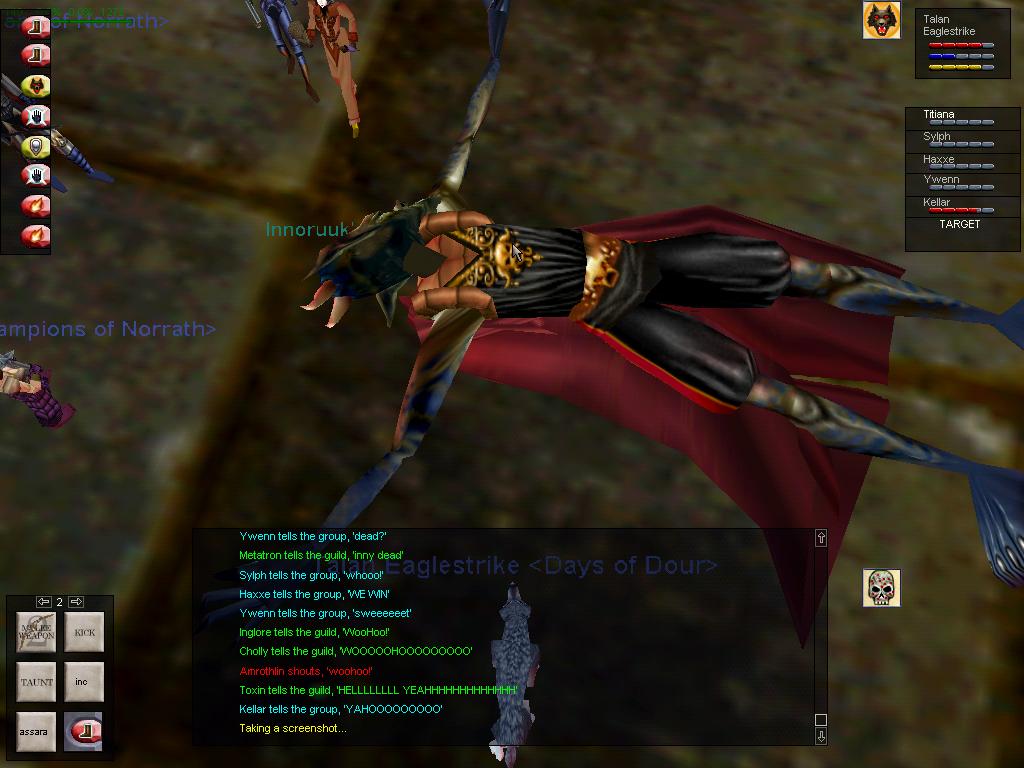 of Norrath>
Talan
Eaglestrike
Titiana
Sylph
Haxxe
Ywenn
Kellar
TARGET
Innoruuk
ampions of Norrath>
Talan Eaglestrike <Days of Dour>
Ywenn tells the group, 'dead?'
Metatron tells the guild, 'inny dead'
Sylph tells the group, 'whooo!'
Haxxe tells the group, 'WE WIN'
Ywenn tells the group, 'sweeeeeet'
Inglore tells the guild, 'WooHoo!'
Cholly tells the guild, 'WOOOOOHOOOOOOOOO'
Amrothlin shouts, 'woohoo!'
Toxin tells the guild, 'HELLLLLLLL YEAHHHHHHHHHHHH'
Kellar tells the group, 'YAHOOOOOOOOO'
Taking a screenshot...
2
WEAPON
KICK
TAUNT
inc
assara